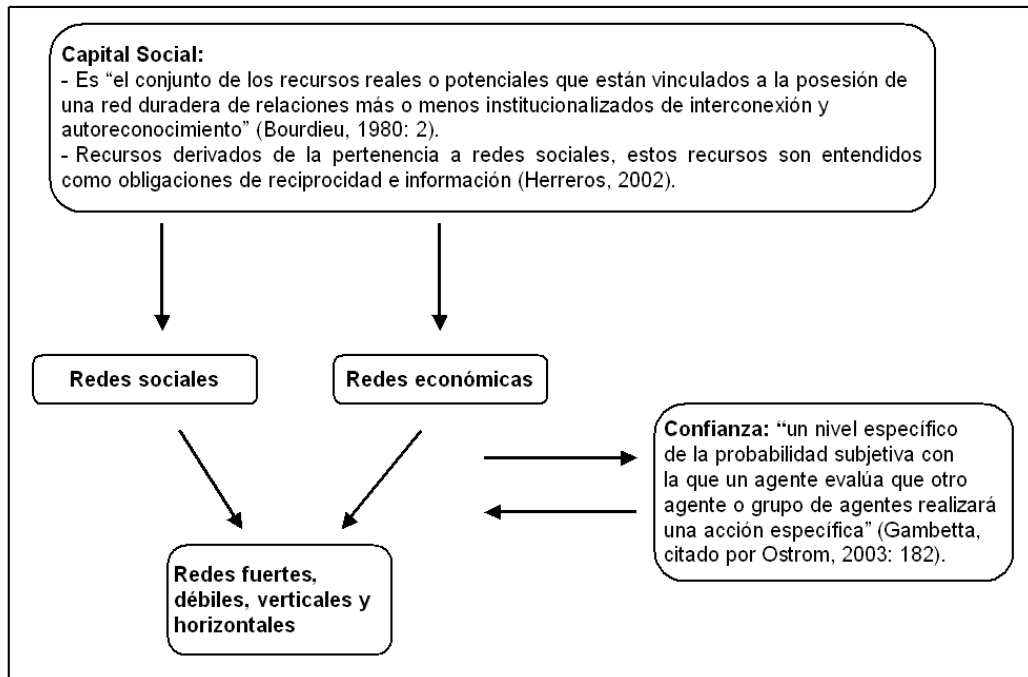 Capital Social:
- Es “el conjunto de los recursos reales o potenciales que están vinculados a la posesión de
una red duradera de relaciones más o menos institucionalizados de interconexión y
autoreconocimiento” (Bourdieu, 1980: 2).
- Recursos derivados de la pertenencia a redes sociales, estos recursos son entendidos
como obligaciones de reciprocidad e información (Herreros, 2002).
Redes sociales
Redes económicas
Confianza: “un nivel específico
de la probabilidad subjetiva con
la que un agente evalúa que otro
agente o grupo de agentes realizará
una acción específica” (Gambetta,
citado por Ostrom, 2003: 182).
Redes fuertes,
débiles, verticales y
horizontales